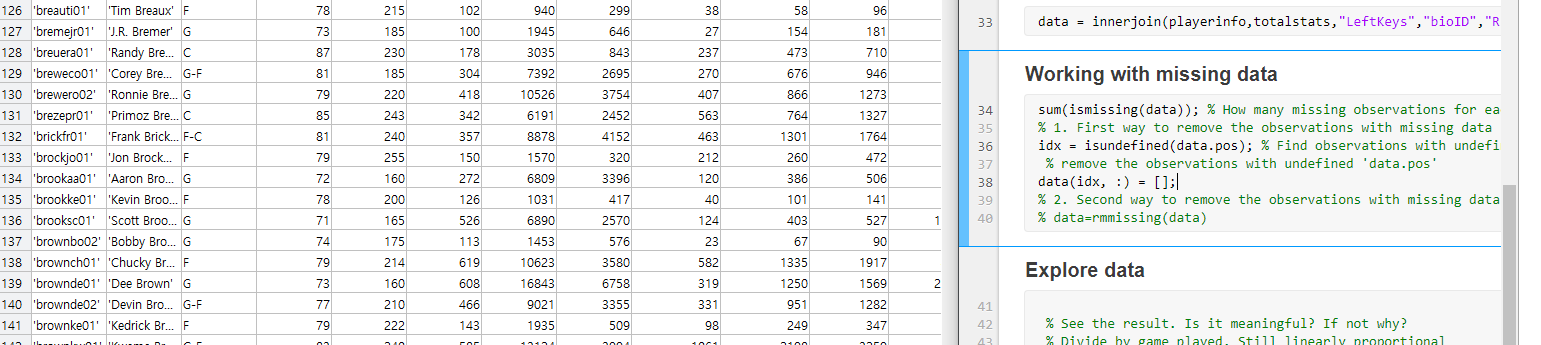 126 'breauti01' 'Tim Breaux' F 78 215 102 940 299 38 58 96
127 'bremejr01' 'J.R. Bremer' G 73 185 100 1945 646 27 154 181
128 'breuera01' 'Randy Bre... C 87 230 178 3035 843 237 473 710
129 'breweco01' 'Corey Bre... G-F 81 185 304 7392 2695 270 676 946
130 'brewero02' 'Ronnie Bre... G 79 220 418 10526 3754 407 866 1273
131 'brezepr01' 'Primoz Bre... C 85 243 342 6191 2452 563 764 1327
132 'brickfr01' 'Frank Brick... F-C 81 240 357 8878 4152 463 1301 1764
133 'brockjo01' 'Jon Brock... F 79 255 150 1570 320 212 260 472
134 'brookaa01' 'Aaron Bro... G 72 160 272 6809 3396 120 386 506
135 'brookke01' 'Kevin Broo... F 78 200 126 1031 417 40 101 141
136 'brooksc01' 'Scott Broo... G 71 165 526 6890 2570 124 403 527 1
137 'brownbo02' 'Bobby Bro... G 74 175 113 1453 576 23 67 90
138 'brownch01' 'Chucky Br... F 79 214 619 10623 3580 582 1335 1917
139 'brownde01' 'Dee Brown' G 73 160 608 16843 6758 319 1250 1569 2
140 'brownde02' 'Devin Bro... G-F 77 210 466 9021 3355 331 951 1282
141 'brownke01' 'Kedrick Br... F 79 222 143 1935 509 98 249 347
33 data = innerjoin(playerinfo,totalstats,"LeftKeys","bioID","R
Working with missing data
34 sum(ismissing(data)); % How many missing observations for ea
35 % 1. First way to remove the observations with missing data
36 idx = isundefined(data.pos); % Find observations with undefi
37 % remove the observations with undefined 'data.pos'
38 data(idx, :) = [];
39 % 2. Second way to remove the observations with missing data
40 % data=rmmissing(data)
Explore data
41
42 % See the result. Is it meaningful? If not why?
43 % Divide by game played. Still linearly proportional